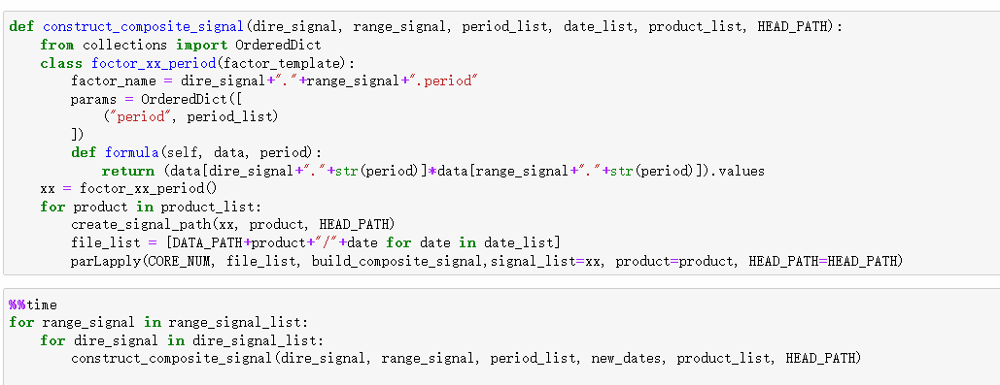 def construct_composite_signal(dire_signal, range_signal, period_list, date_list, product_list, HEAD_PATH):
    from collections import OrderedDict
    class foctor_xx_period(factor_template):
        factor_name = dire_signal+"."+range_signal+".period"
        params = OrderedDict([
            ("period", period_list)
        ])
        def formula(self, data, period):
            return (data[dire_signal+"."+str(period)]*data[range_signal+"."+str(period)]).values
    xx = foctor_xx_period()
    for product in product_list:
        create_signal_path(xx, product, HEAD_PATH)
        file_list = [DATA_PATH+product+"/"+date for date in date_list]
        parLapply(CORE_NUM, file_list, build_composite_signal,signal_list=xx, product=product, HEAD_PATH=HEAD_PATH)
%%time
for range_signal in range_signal_list:
    for dire_signal in dire_signal_list:
        construct_composite_signal(dire_signal, range_signal, period_list, new_dates, product_list, HEAD_PATH)